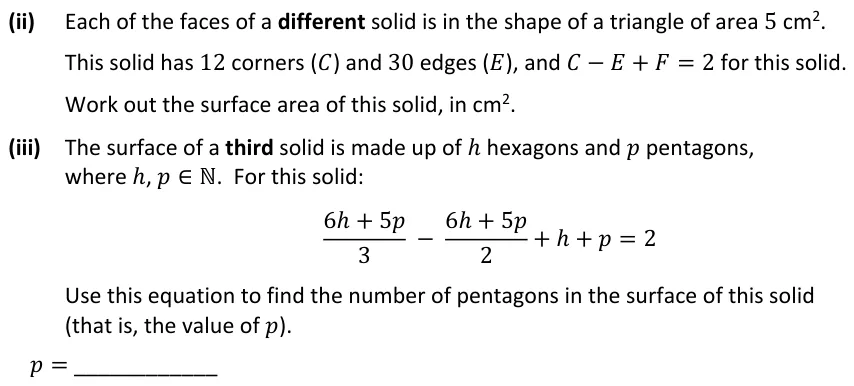 (ii) Each of the faces of a different solid is in the shape of a triangle of area 5 cm².
This solid has 12 corners (C) and 30 edges (E), and C − E + F = 2 for this solid.
Work out the surface area of this solid, in cm².
(iii) The surface of a third solid is made up of h hexagons and p pentagons,
where h, p ∈ ℕ. For this solid:
(6h + 5p)/3 − (6h + 5p)/2 + h + p = 2
Use this equation to find the number of pentagons in the surface of this solid
(that is, the value of p).
p = ____________